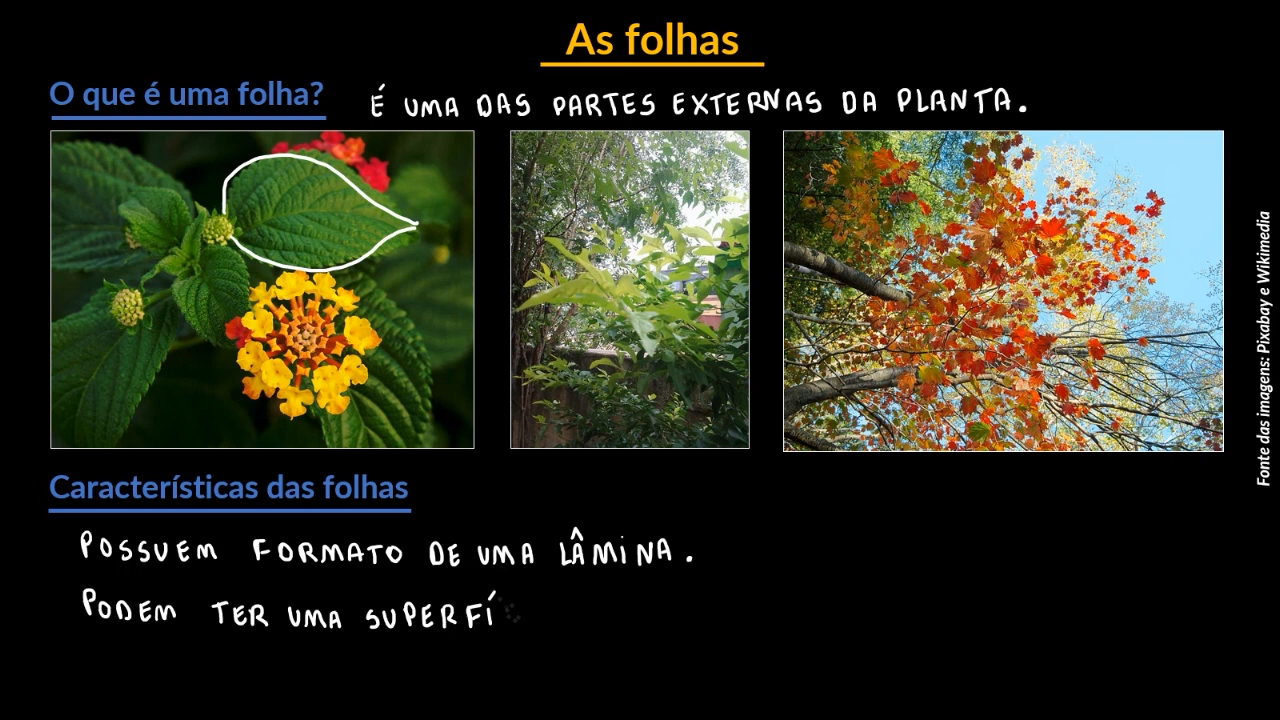 As folhas
O que é uma folha?
É UMA DAS PARTES EXTERNAS DA PLANTA.
Fonte das imagens: Pixabay e Wikimedia
Características das folhas
POSSUEM FORMATO DE UMA LÂMINA.
PODEM TER UMA SUPERFÍ